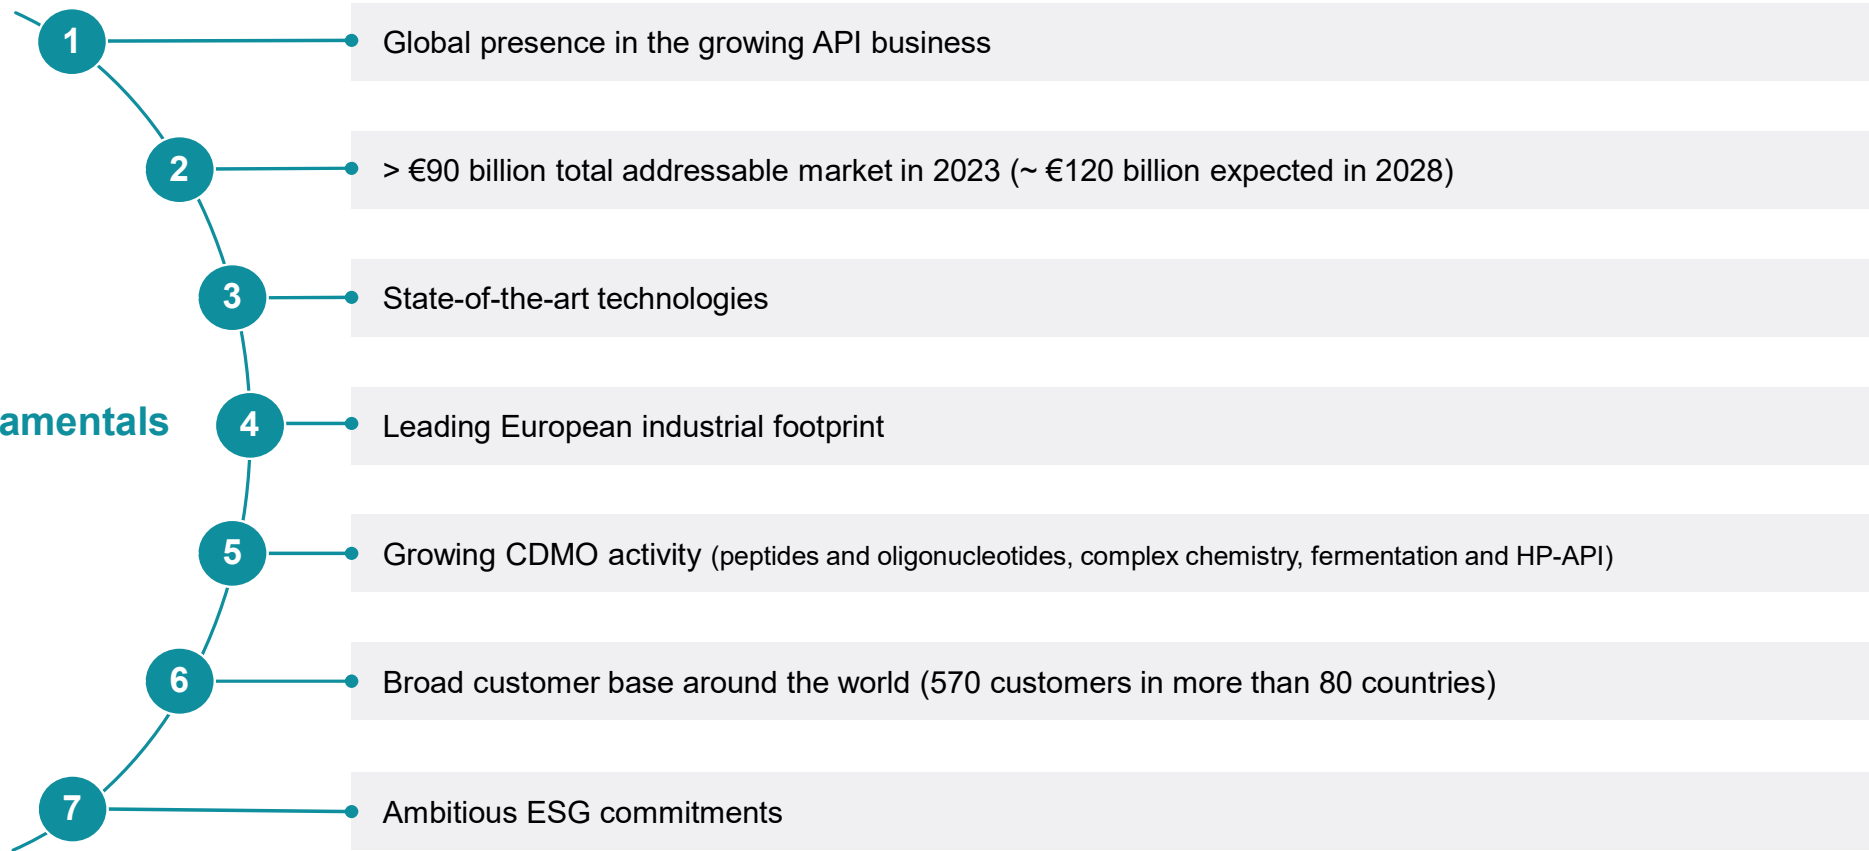 1
Global presence in the growing API business
2
> €90 billion total addressable market in 2023 (~ €120 billion expected in 2028)
3
State-of-the-art technologies
amentals
4
Leading European industrial footprint
5
Growing CDMO activity (peptides and oligonucleotides, complex chemistry, fermentation and HP-API)
6
Broad customer base around the world (570 customers in more than 80 countries)
7
Ambitious ESG commitments